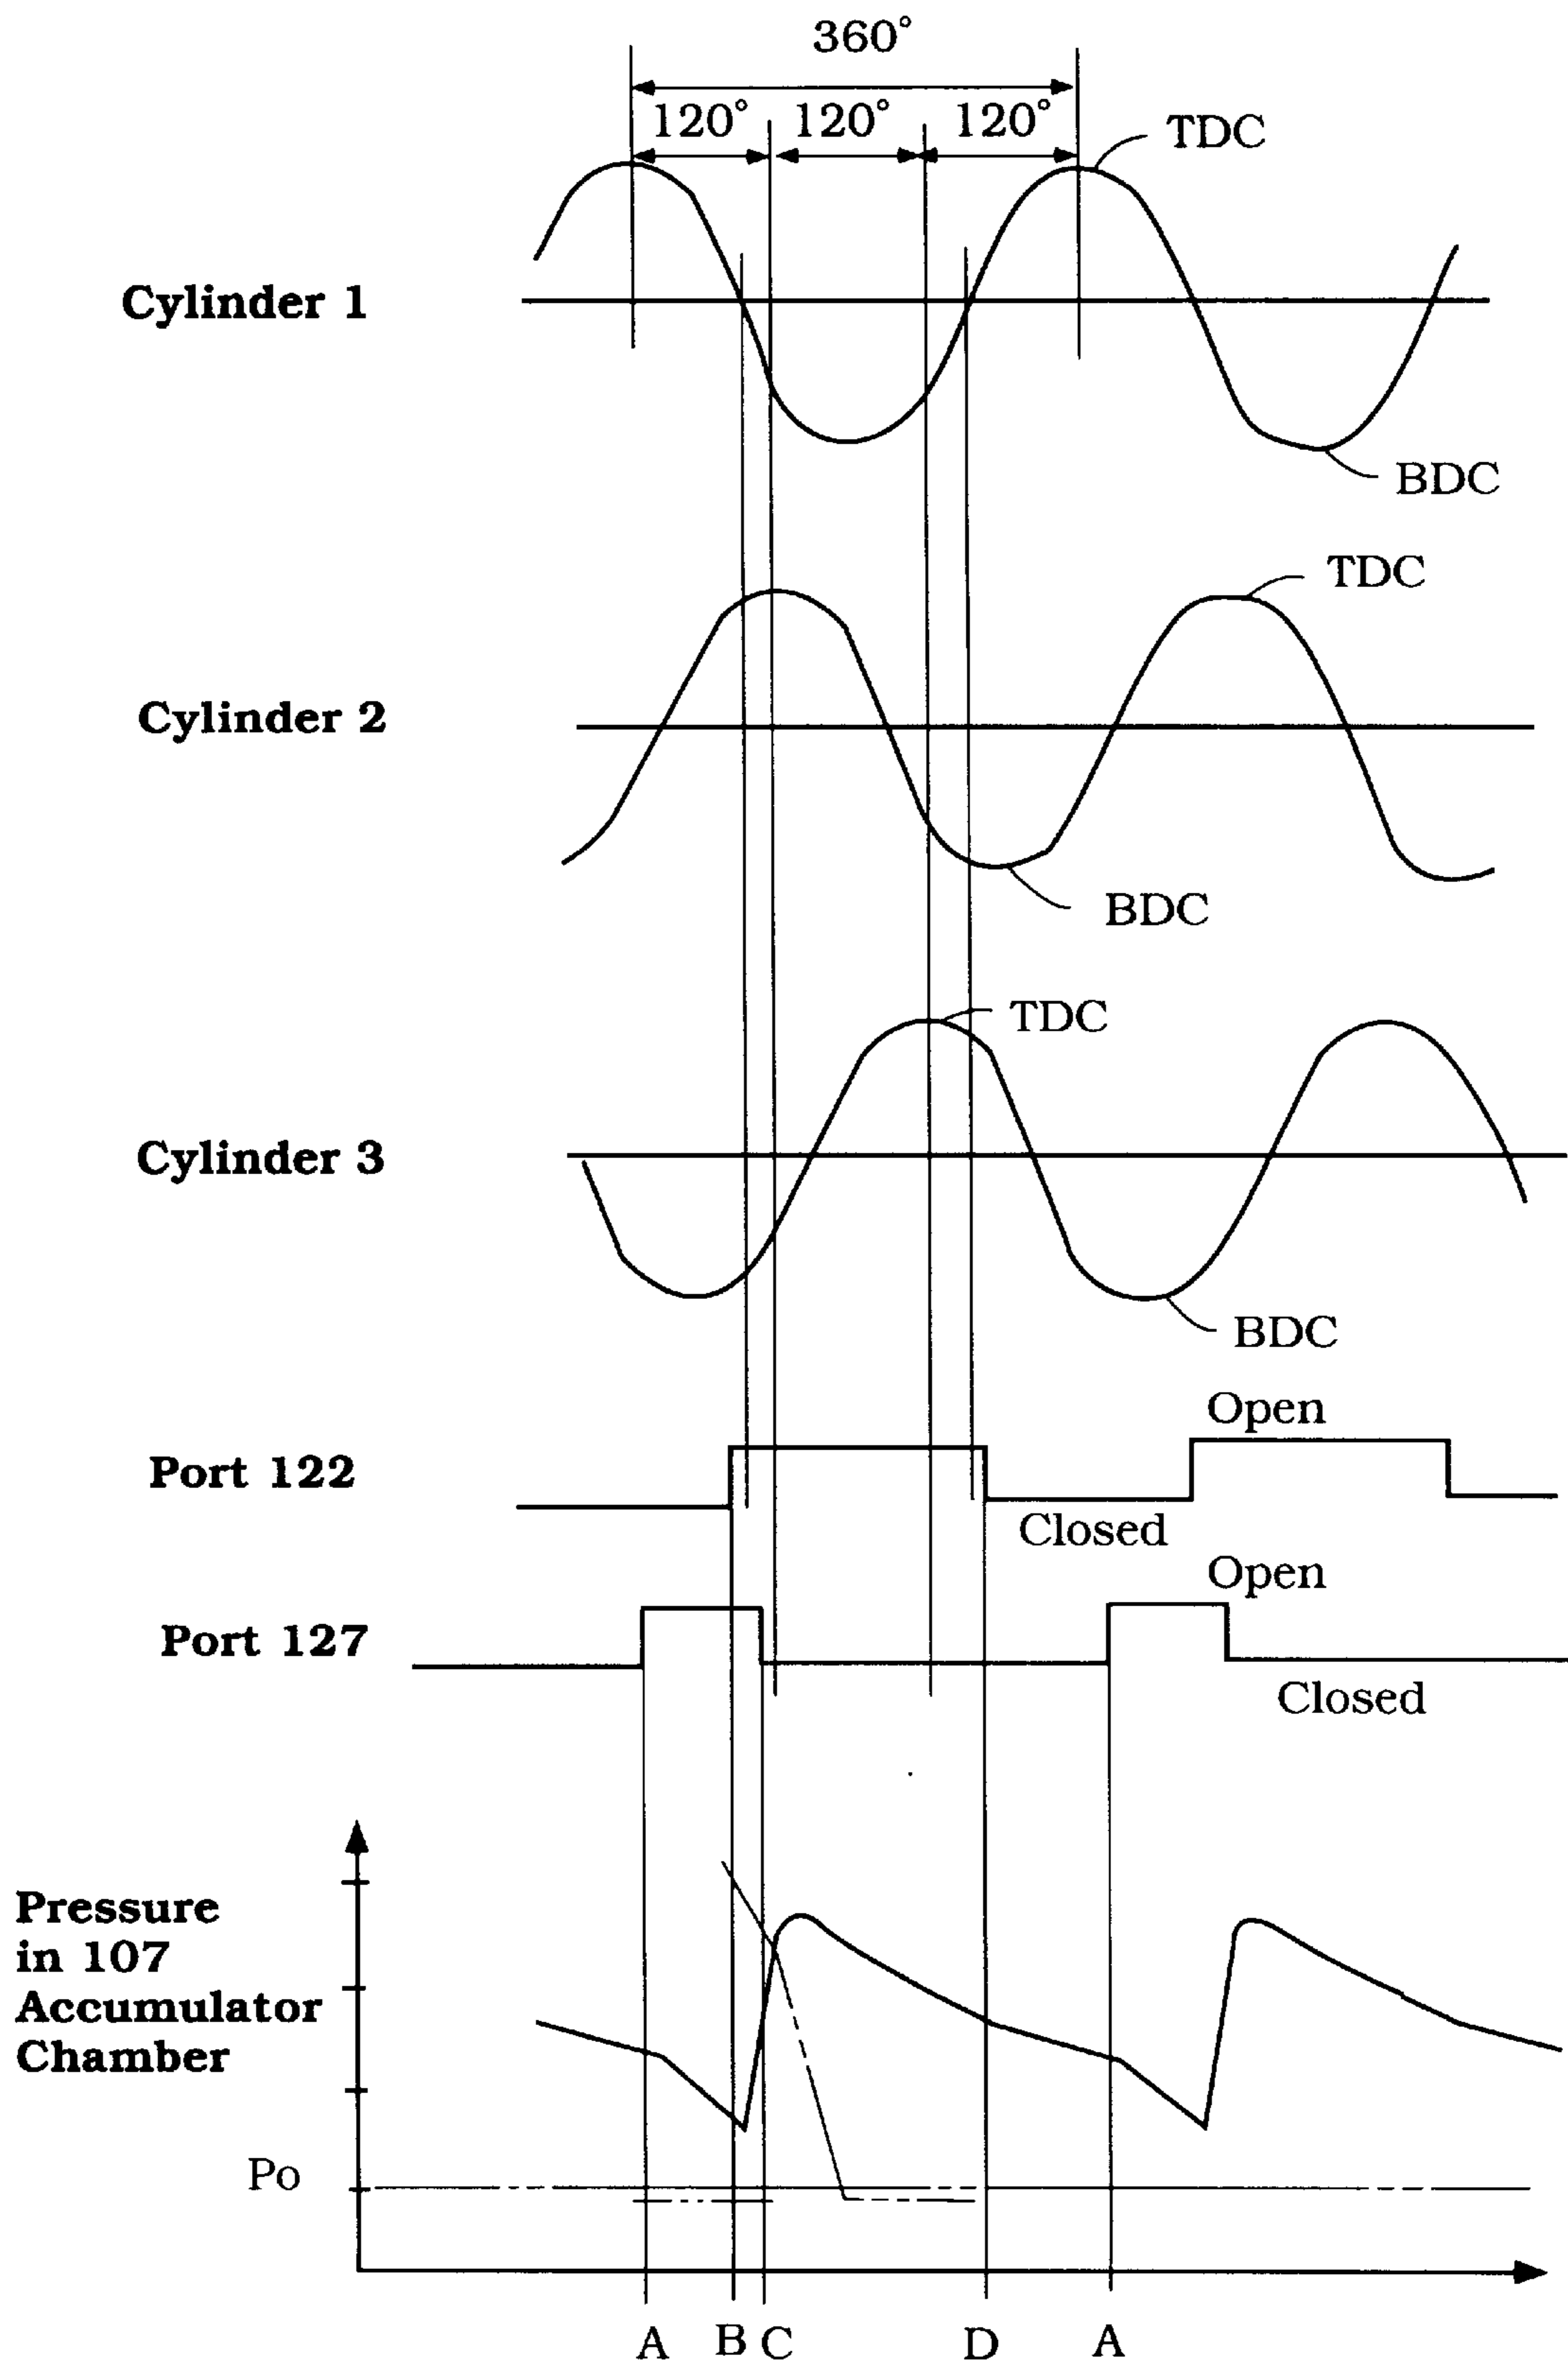 360°
120° 120° 120°
TDC
Cylinder 1
BDC
TDC
Cylinder 2
BDC
TDC
Cylinder 3
BDC
Open
Port 122
Closed
Open
Port 127
Closed
Pressure
in 107
Accumulator
Chamber
Po
A B C D A